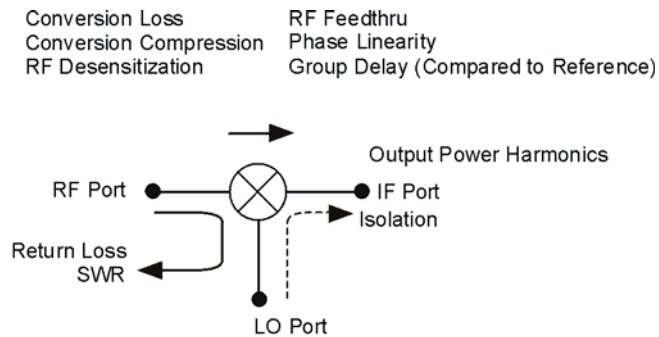 Conversion Loss
Conversion Compression
RF Desensitization
RF Feedthru
Phase Linearity
Group Delay (Compared to Reference)
Output Power Harmonics
RF Port
IF Port
Isolation
Return Loss
SWR
LO Port